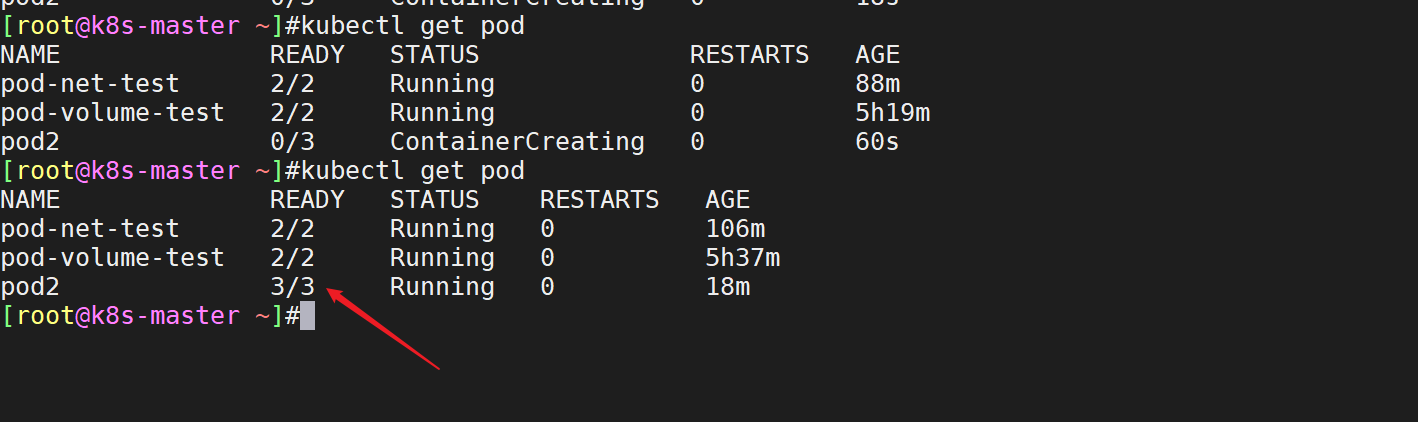 pod2                0/3     ContainerCreating   0          18s
[root@k8s-master ~]#kubectl get pod
NAME              READY   STATUS              RESTARTS   AGE
pod-net-test      2/2     Running             0          88m
pod-volume-test   2/2     Running             0          5h19m
pod2              0/3     ContainerCreating   0          60s
[root@k8s-master ~]#kubectl get pod
NAME              READY   STATUS    RESTARTS   AGE
pod-net-test      2/2     Running   0          106m
pod-volume-test   2/2     Running   0          5h37m
pod2              3/3     Running   0          18m
[root@k8s-master ~]#